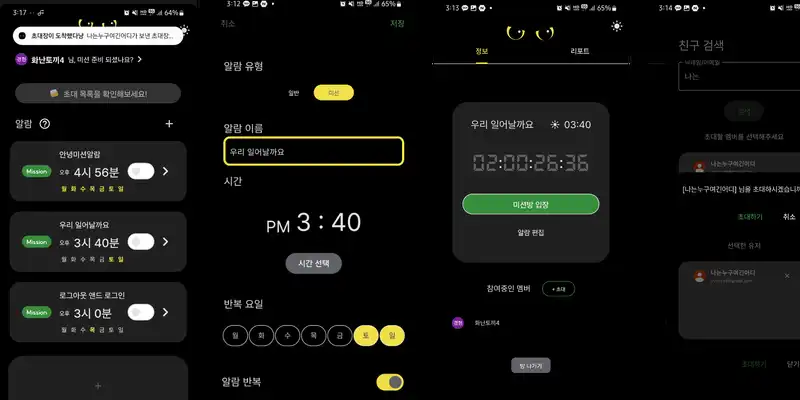 3:17
64%
초대장이 도착했다냥 나는누구여긴어디가 보낸 초대장...
경험 화난토끼4 님, 미션 준비 되셨나요?
초대 목록을 확인해보세요!
알람
안녕미션알람
Mission 오후 4시 56분
월 화 수 목 금 토 일
우리 일어날까요
Mission 오후 3시 40분
월 화 수 목 금 토 일
로그아웃 앤드 로그인
Mission 오후 3시 0분
월 화 수 목 금 토 일
+
3:12
65%
취소 저장
알람 유형
일반 미션
알람 이름
우리 일어날까요
시간
PM 3 : 40
시간 선택
반복 요일
월 화 수 목 금 토 일
알람 반복
3:13
65%
정보 리포트
우리 일어날까요 03:40
02:00:26:36
미션방 입장
알람 편집
참여중인 멤버 + 초대
경험 화난토끼4
방 나가기
3:14
친구 검색
나는
검색
초대할 멤버를 선택해주세요
나는누구여긴어디
[나는누구여긴어디] 님을 초대하시겠습니까
초대하기 취소
선택한 유저
나는누구여긴어디
초대하기 닫기